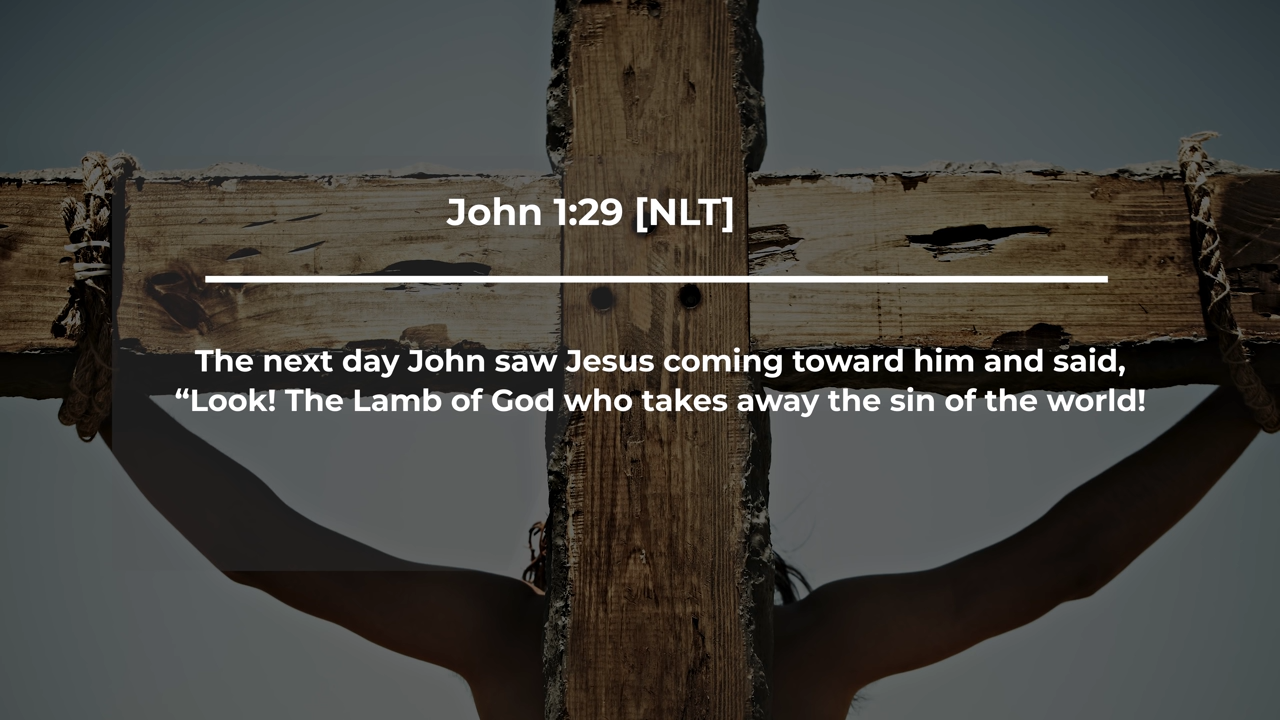 John 1:29 [NLT]
The next day John saw Jesus coming toward him and said,
“Look! The Lamb of God who takes away the sin of the world!